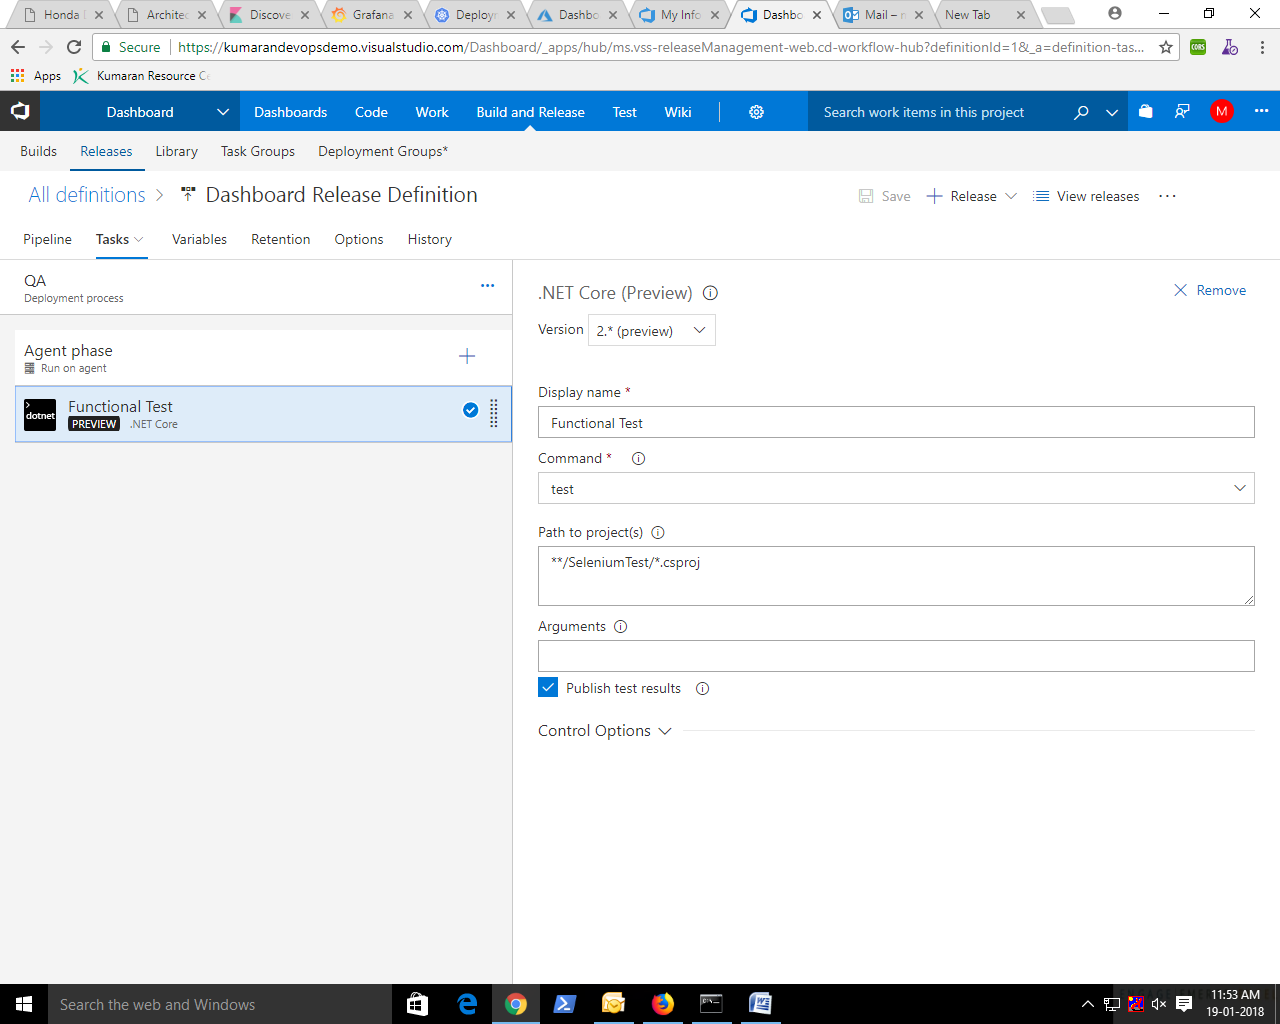 Honda
Architec
Discove
Grafana
Deployn
Dashbo
My Info
Dashbo
Mail –
New Tab
Secure
https://kumarandevopsdemo.visualstudio.com/Dashboard/_apps/hub/ms.vss-releaseManagement-web.cd-workflow-hub?definitionId=1&_a=definition-tas...
CORS
Apps
Kumaran Resource Ce
Dashboard
Dashboards
Code
Work
Build and Release
Test
Wiki
Search work items in this project
M
Builds
Releases
Library
Task Groups
Deployment Groups*
All definitions > Dashboard Release Definition
Save
Release
View releases
Pipeline
Tasks
Variables
Retention
Options
History
QA
Deployment process
Agent phase
Run on agent
dotnet
Functional Test
PREVIEW .NET Core
.NET Core (Preview)
Remove
Version 2.* (preview)
Display name *
Functional Test
Command *
test
Path to project(s)
**/SeleniumTest/*.csproj
Arguments
Publish test results
Control Options
Search the web and Windows
11:53 AM
19-01-2018